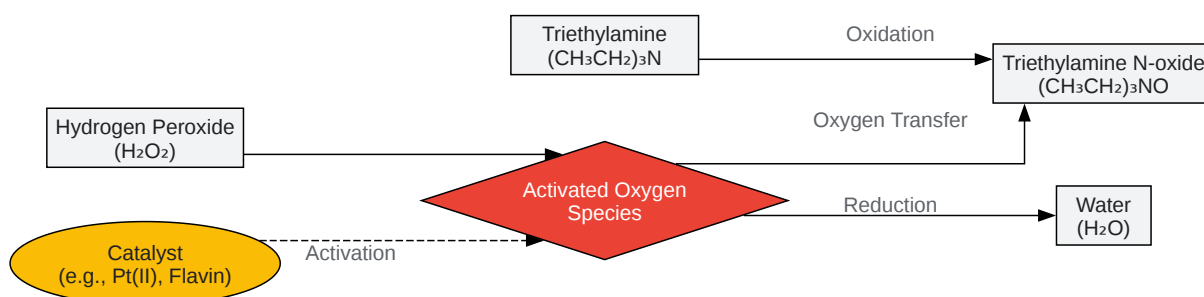 Triethylamine
(CH₃CH₂)₃N
Oxidation
Triethylamine N-oxide
(CH₃CH₂)₃NO
Hydrogen Peroxide
(H₂O₂)
Oxygen Transfer
Activated Oxygen
Species
Reduction
Water
(H₂O)
Catalyst
(e.g., Pt(II), Flavin)
Activation